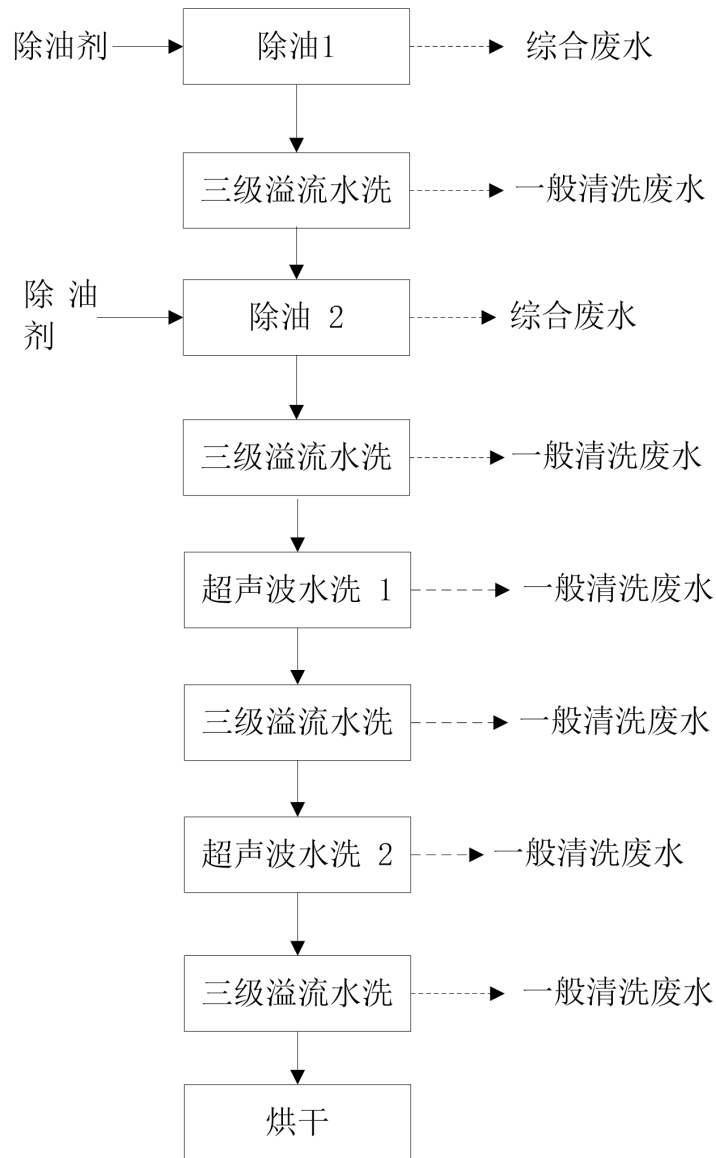 除油剂
除油1
综合废水
三级溢流水洗
一般清洗废水
除 油
剂
除油 2
综合废水
三级溢流水洗
一般清洗废水
超声波水洗 1
一般清洗废水
三级溢流水洗
一般清洗废水
超声波水洗 2
一般清洗废水
三级溢流水洗
一般清洗废水
烘干